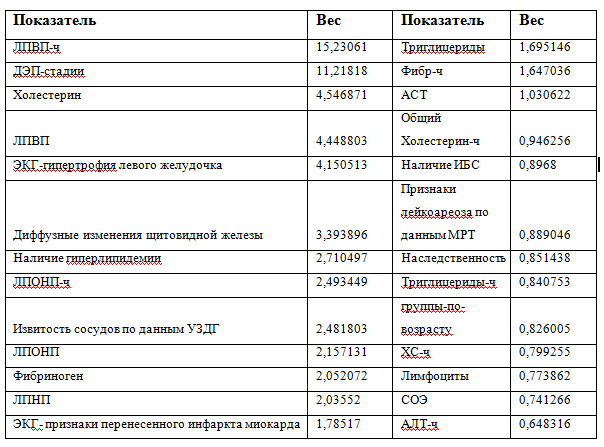 Показатель Вес Показатель Вес
ЛПВП-ч 15,23061 Триглицериды 1,695146
ДЭП-стадии 11,21818 Фибр-ч 1,647036
Холестерин 4,546871 АСТ 1,030622
Общий
ЛПВП 4,448803 Холестерин-ч 0,946256
ЭКГ-гипертрофия левого желудочка 4,150513 Наличие ИБС 0,8968
Признаки
лейкоареоза по
Диффузные изменения щитовидной железы 3,393896 данным МРТ 0,889046
Наличие гиперлипидемии 2,710497 Наследственность 0,851438
ЛПОНП-ч 2,493449 Триглицериды-ч 0,840753
группы-по-
Извитость сосудов по данным УЗДГ 2,481803 возрасту 0,826005
ЛПОНП 2,157131 ХС-ч 0,799255
Фибриноген 2,052072 Лимфоциты 0,773862
ЛПНП 2,03552 СОЭ 0,741266
ЭКГ- признаки перенесенного инфаркта миокарда 1,78517 АЛТ-ч 0,648316